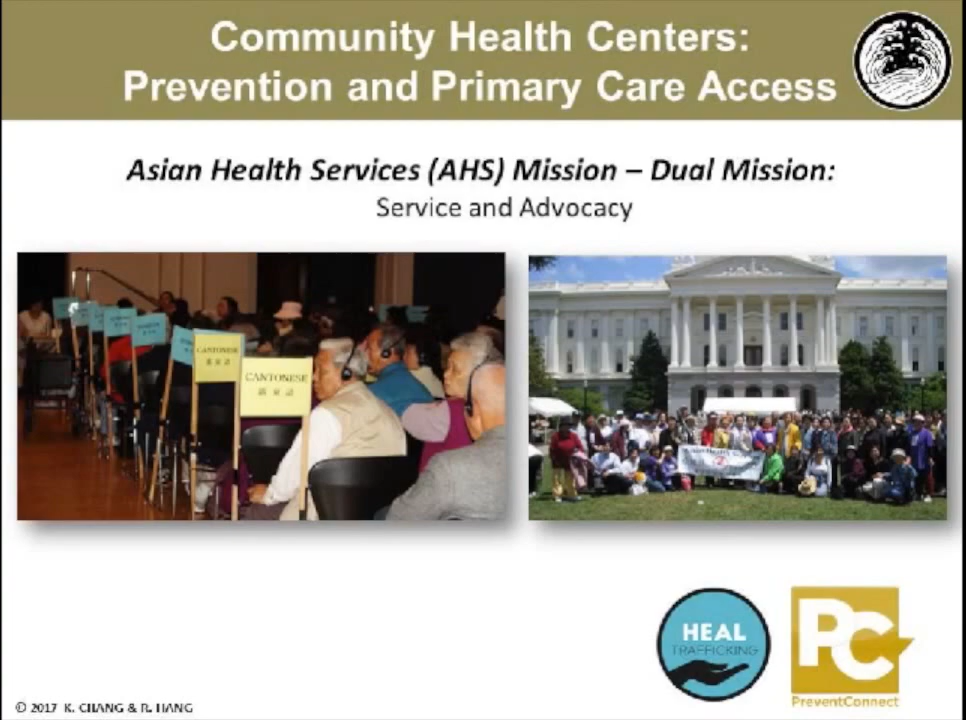 Community Health Centers:
Prevention and Primary Care Access
Asian Health Services (AHS) Mission – Dual Mission:
Service and Advocacy
CANTONESE
CANTONESE
HEAL
TRAFFICKING
PC
PreventConnect
© 2017 K. CHANG & R. HANG